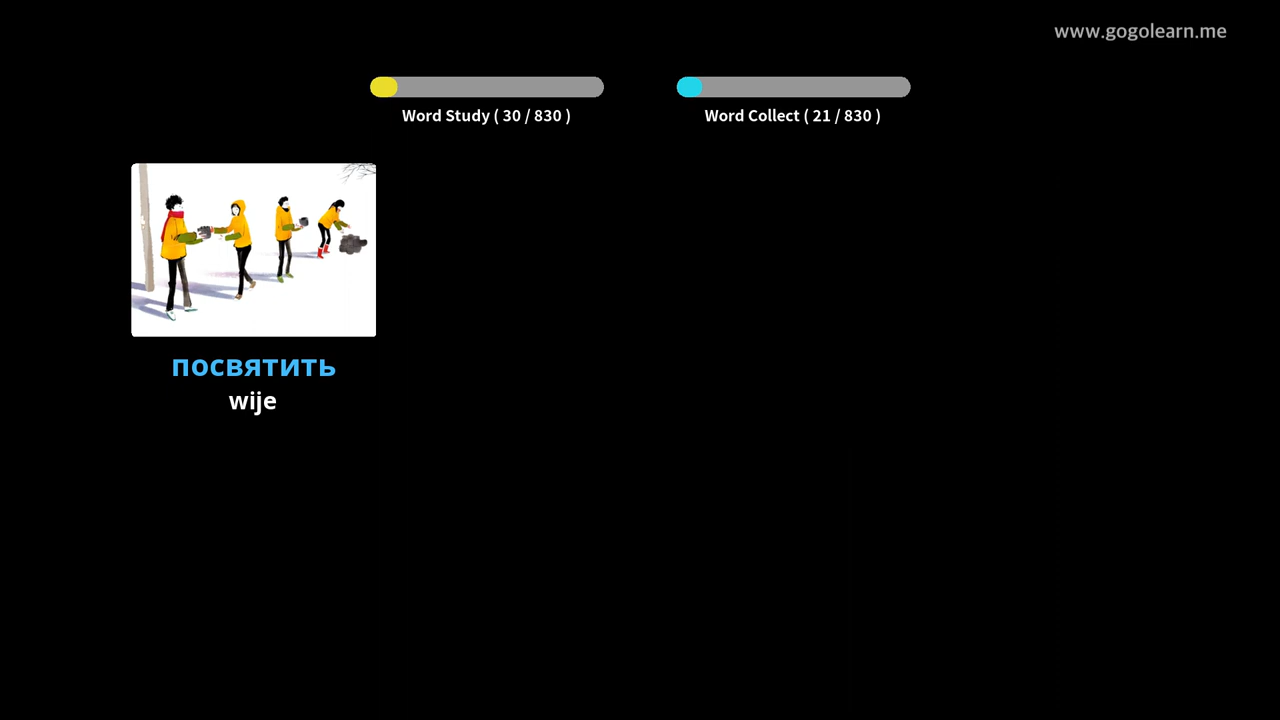 www.gogolearn.me
Word Study ( 30 / 830 )
Word Collect ( 21 / 830 )
посвятить
wije